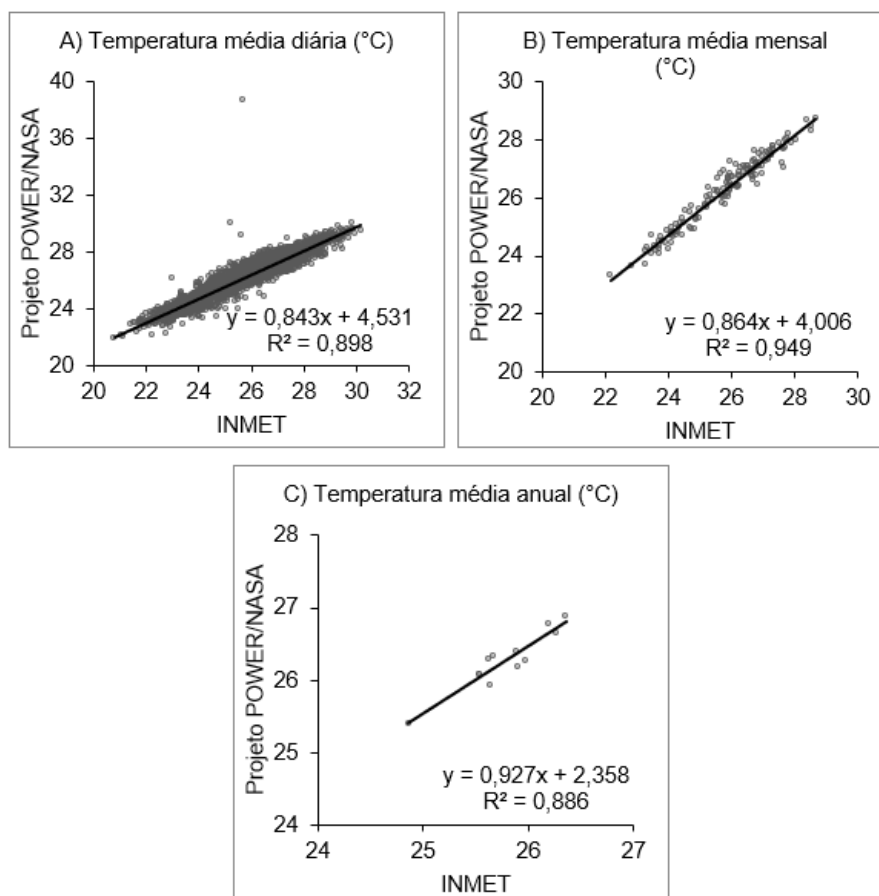 A) Temperatura média diária (°C)
40
36
32
28
24
20
20 22 24 26 28 30 32
Projeto POWER/NASA
INMET
y = 0,843x + 4,531
R² = 0,898
B) Temperatura média mensal
(°C)
30
28
26
24
22
20
20 22 24 26 28 30
Projeto POWER/NASA
INMET
y = 0,864x + 4,006
R² = 0,949
C) Temperatura média anual (°C)
28
27
26
25
24
24 25 26 27
Projeto POWER/NASA
INMET
y = 0,927x + 2,358
R² = 0,886